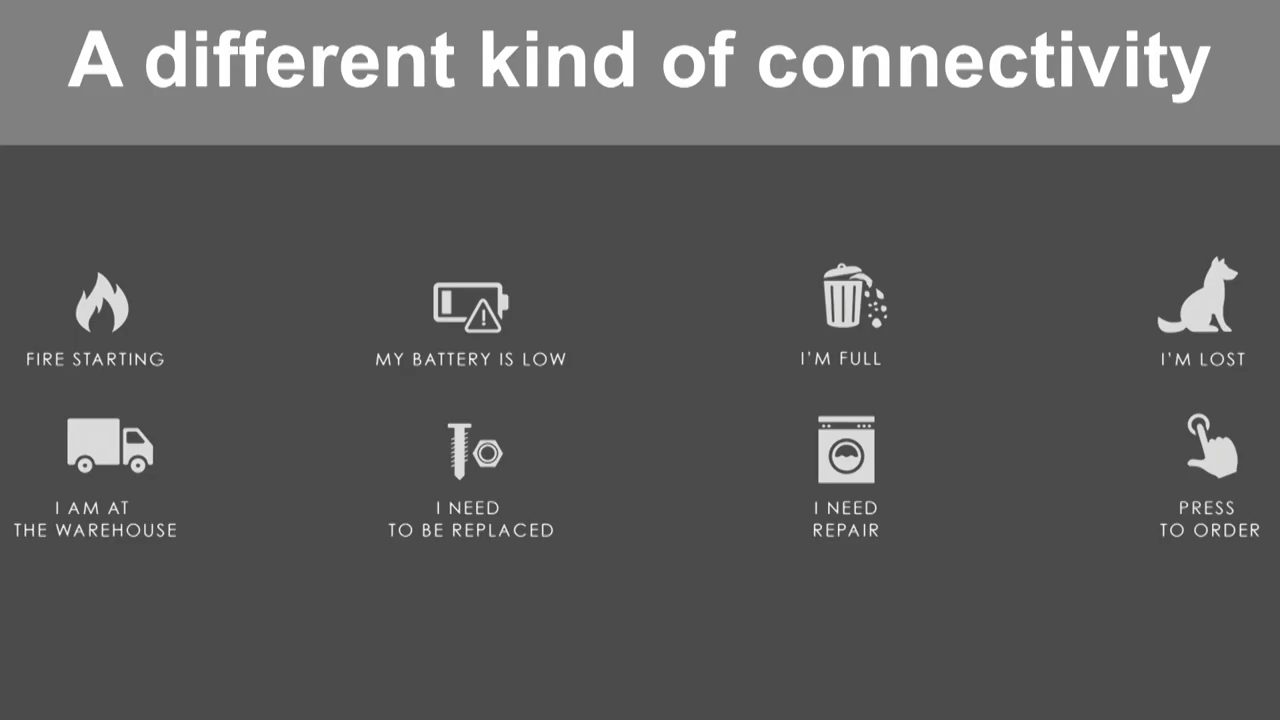 A different kind of connectivity
FIRE STARTING
MY BATTERY IS LOW
I'M FULL
I'M LOST
I AM AT
THE WAREHOUSE
I NEED
TO BE REPLACED
I NEED
REPAIR
PRESS
TO ORDER